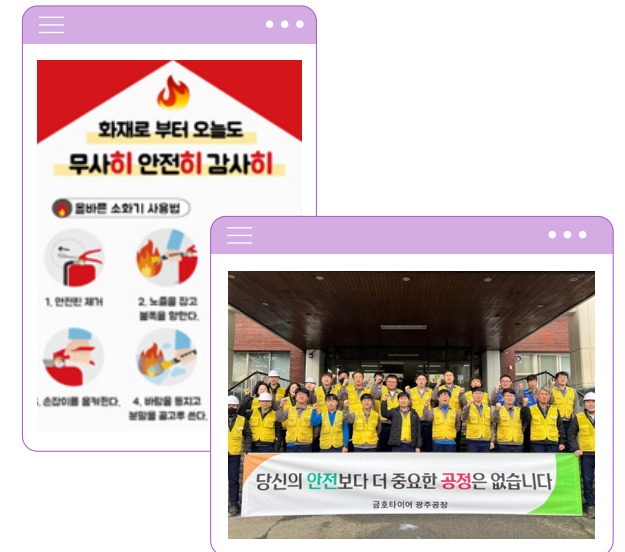 화재로 부터 오늘도
무사히 안전히 감사히
올바른 소화기 사용법
1. 안전핀 제거
2. 노즐을 잡고
불쪽을 향한다.
. 손잡이를 움켜쥔다.
4. 바람을 등지고
분말을 골고루 쏜다.
당신의 안전보다 더 중요한 공정은 없습니다
금호타이어 광주공장